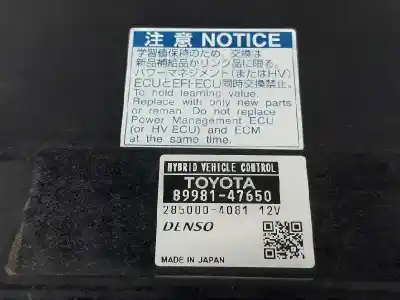 注意 NOTICE
学習値保持のため、交換は
新品補給品かリンク品に限る。
パワーマネジメント(またはHV)
ECUとEFI-ECU同時交換禁止。
To hold learning value.
Replace with only new parts
or reman. Do not replace
Power Management ECU
(or HV ECU) and ECM
at the same time.
HYBRID VEHICLE CONTROL
TOYOTA
89981-47650
285000-4081 12V
DENSO
MADE IN JAPAN